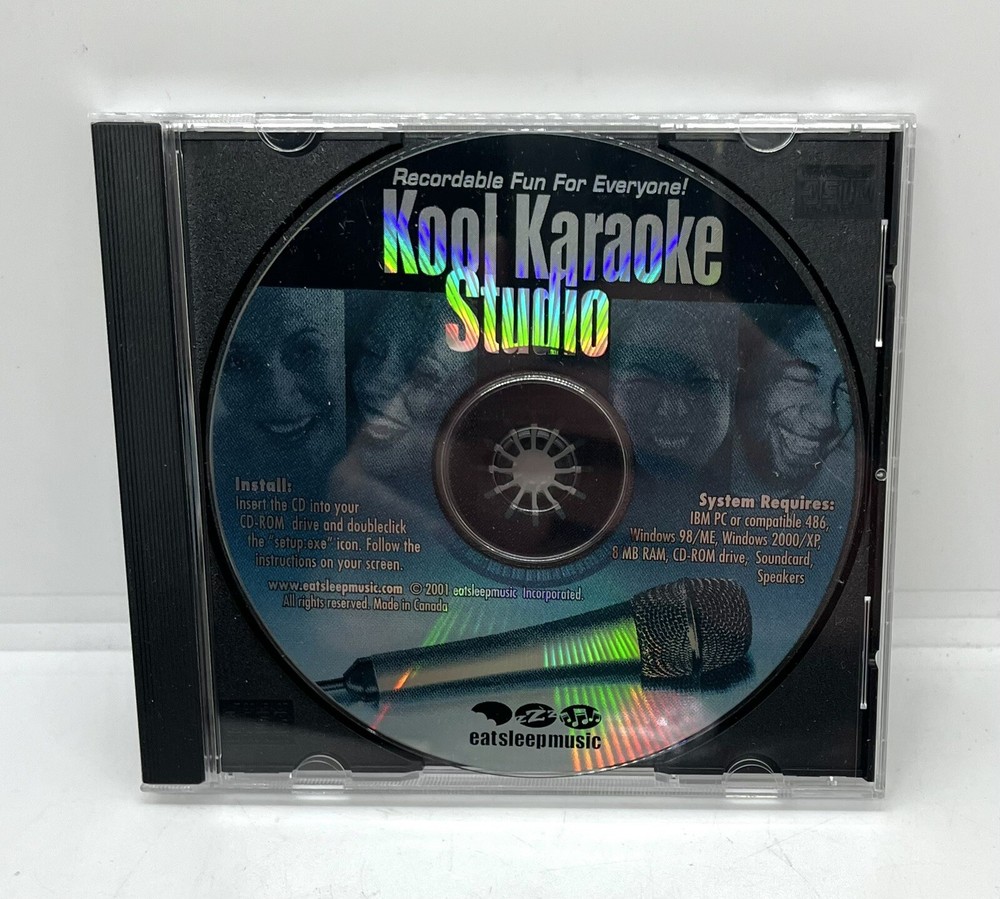 Recordable Fun For Everyone!
Kool Karaoke
Studio
Install:
Insert the CD into your
CD-ROM drive and doubleclick
the "setup.exe" icon. Follow the
instructions on your screen.
System Requires:
IBM PC or compatible 486,
Windows 98/ME, Windows 2000/XP,
8 MB RAM, CD-ROM drive, Soundcard,
Speakers
www.eatsleepmusic.com © 2001 eatsleepmusic Incorporated.
All rights reserved. Made in Canada
zZz
eatsleepmusic